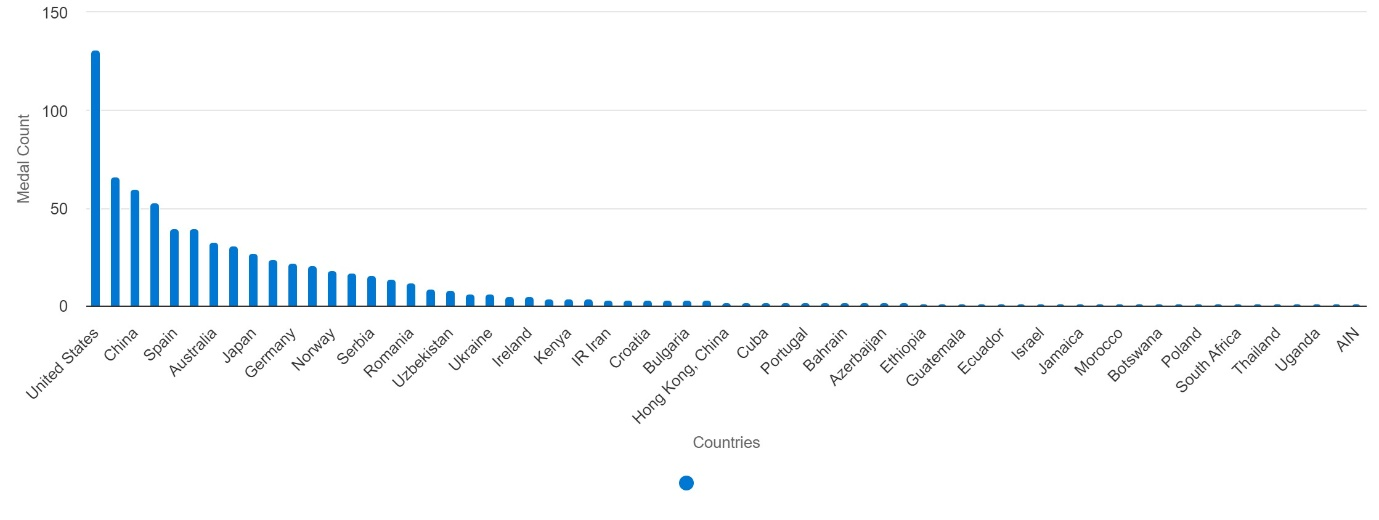 150
100
50
0
Medal Count
United States
China
Spain
Australia
Japan
Germany
Norway
Serbia
Romania
Uzbekistan
Ukraine
Ireland
Kenya
IR Iran
Croatia
Bulgaria
Hong Kong, China
Cuba
Portugal
Bahrain
Azerbaijan
Ethiopia
Guatemala
Ecuador
Israel
Jamaica
Morocco
Botswana
Poland
South Africa
Thailand
Uganda
AIN
Countries